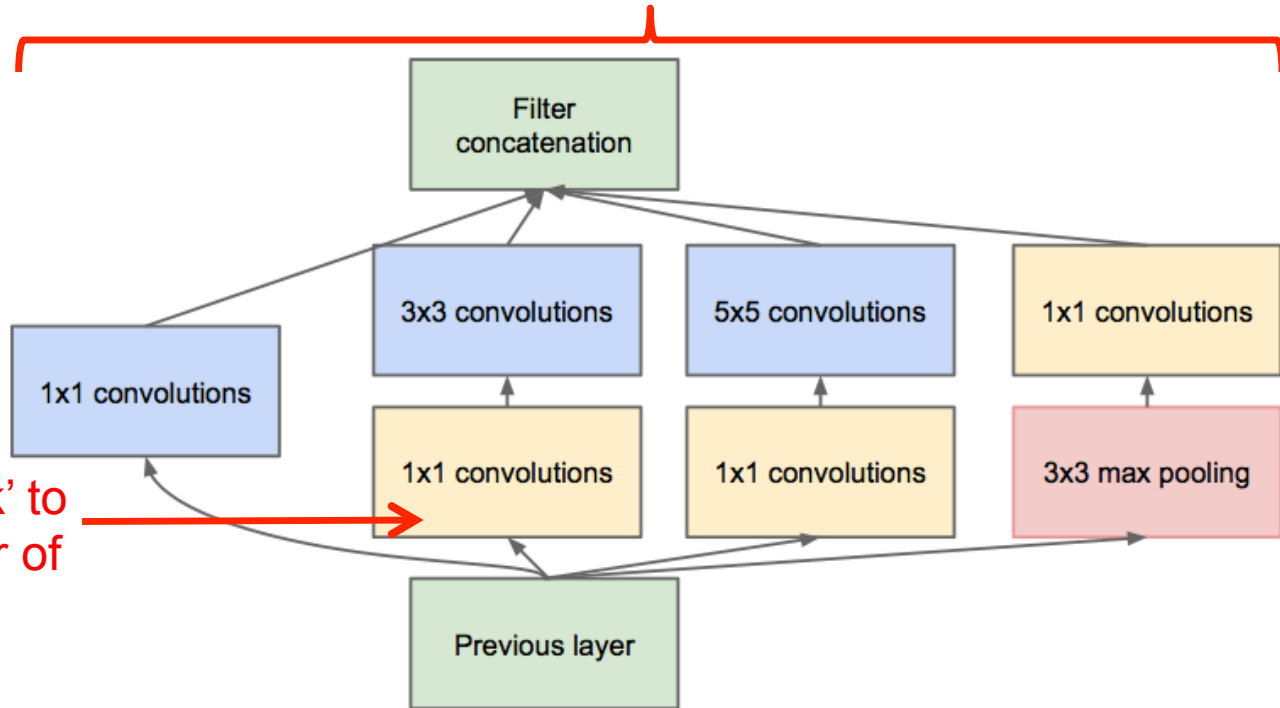 Filter
concatenation
3x3 convolutions
5x5 convolutions
1x1 convolutions
1x1 convolutions
1x1 convolutions
1x1 convolutions
3x3 max pooling
to
of
Previous layer